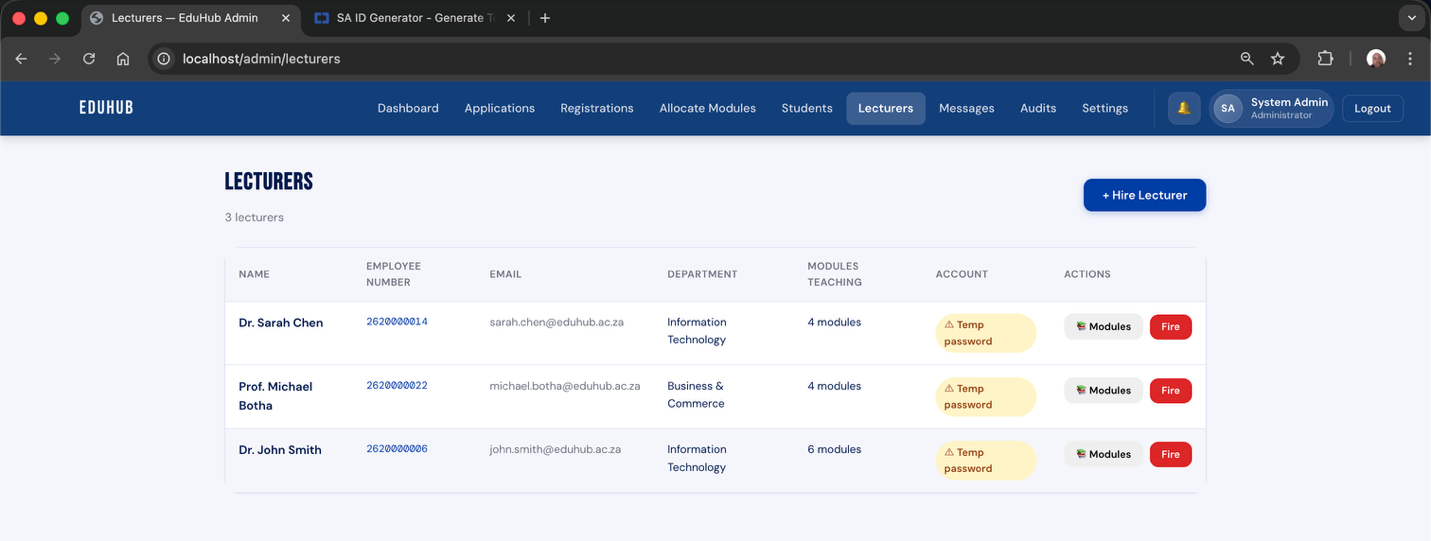 Lecturers — EduHub Admin
SA ID Generator - Generate
localhost/admin/lecturers
EDUHUB
Dashboard
Applications
Registrations
Allocate Modules
Students
Lecturers
Messages
Audits
Settings
SA
System Admin
Administrator
Logout
LECTURERS
3 lecturers
+ Hire Lecturer
NAME
EMPLOYEE
NUMBER
EMAIL
DEPARTMENT
MODULES
TEACHING
ACCOUNT
ACTIONS
Dr. Sarah Chen
2620000014
sarah.chen@eduhub.ac.za
Information
Technology
4 modules
⚠ Temp
password
Modules
Fire
Prof. Michael
Botha
2620000022
michael.botha@eduhub.ac.za
Business &
Commerce
4 modules
⚠ Temp
password
Modules
Fire
Dr. John Smith
2620000006
john.smith@eduhub.ac.za
Information
Technology
6 modules
⚠ Temp
password
Modules
Fire